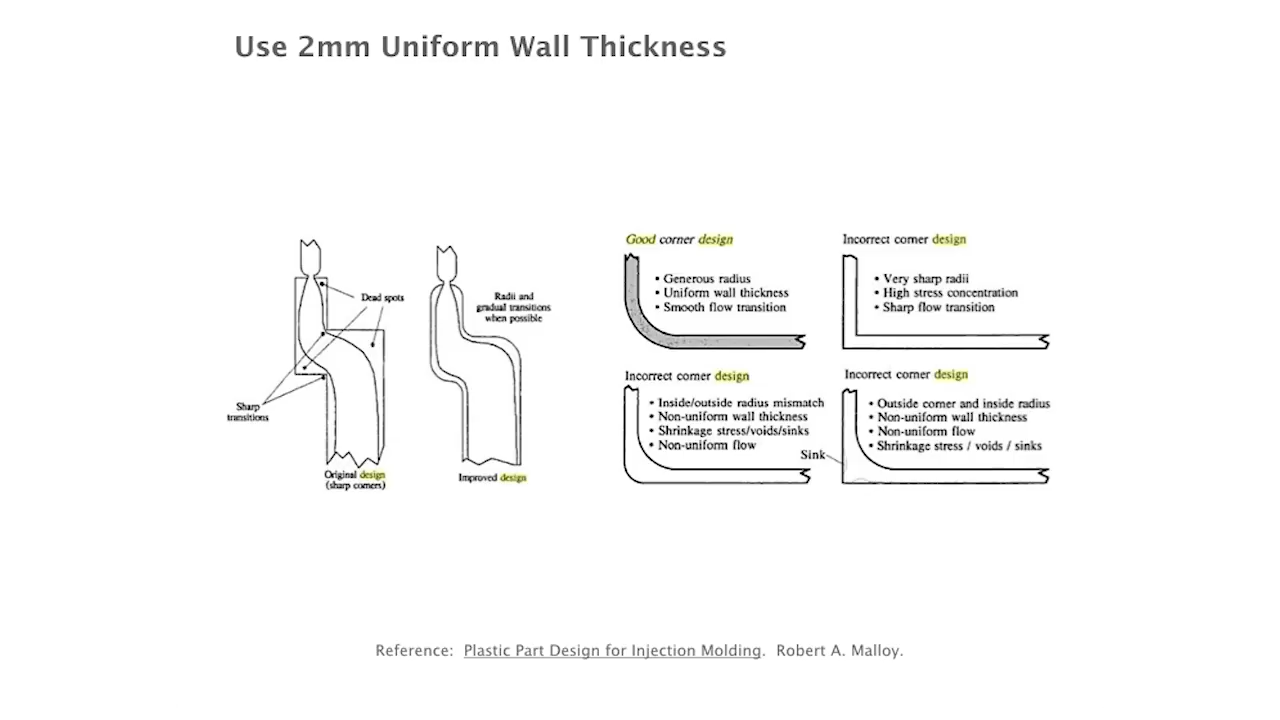 Use 2mm Uniform Wall Thickness
Dead spots
Sharp
transitions
Original design
(sharp corners)
Radii and
gradual transitions
when possible
Improved design
Good corner design
• Generous radius
• Uniform wall thickness
• Smooth flow transition
Incorrect corner design
• Very sharp radii
• High stress concentration
• Sharp flow transition
Incorrect corner design
• Inside/outside radius mismatch
• Non-uniform wall thickness
• Shrinkage stress/voids/sinks
• Non-uniform flow
Incorrect corner design
• Outside corner and inside radius
• Non-uniform wall thickness
• Non-uniform flow
• Shrinkage stress / voids / sinks
Sink
Reference: Plastic Part Design for Injection Molding. Robert A. Malloy.